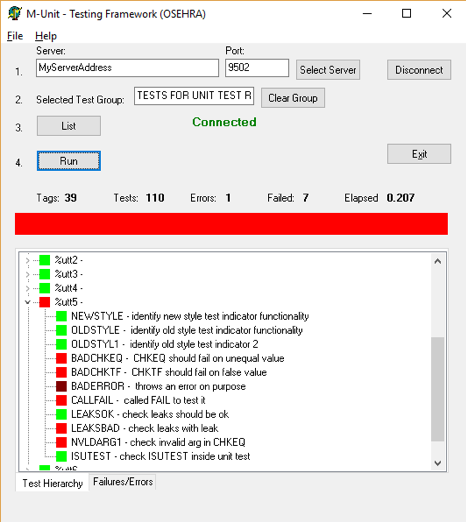 M-Unit - Testing Framework (OSEHRA)
File Help
Server: Port:
1. MyServerAddress 9502 Select Server Disconnect
2. Selected Test Group: TESTS FOR UNIT TEST R Clear Group
3. List Connected
4. Run Exit
Tags: 39 Tests: 110 Errors: 1 Failed: 7 Elapsed 0.207
%utt2 -
%utt3 -
%utt4 -
%utt5 -
NEWSTYLE - identify new style test indicator functionality
OLDSTYLE - identify old style test indicator functionality
OLDSTYL1 - identify old style test indicator 2
BADCHKEQ - CHKEQ should fail on unequal value
BADCHKTF - CHKTF should fail on false value
BADERROR - throws an error on purpose
CALLFAIL - called FAIL to test it
LEAKSOK - check leaks should be ok
LEAKSBAD - check leaks with leak
NVLDARG1 - check invalid arg in CHKEQ
ISUTEST - check ISUTEST inside unit test
%utt6
Test Hierarchy Failures/Errors